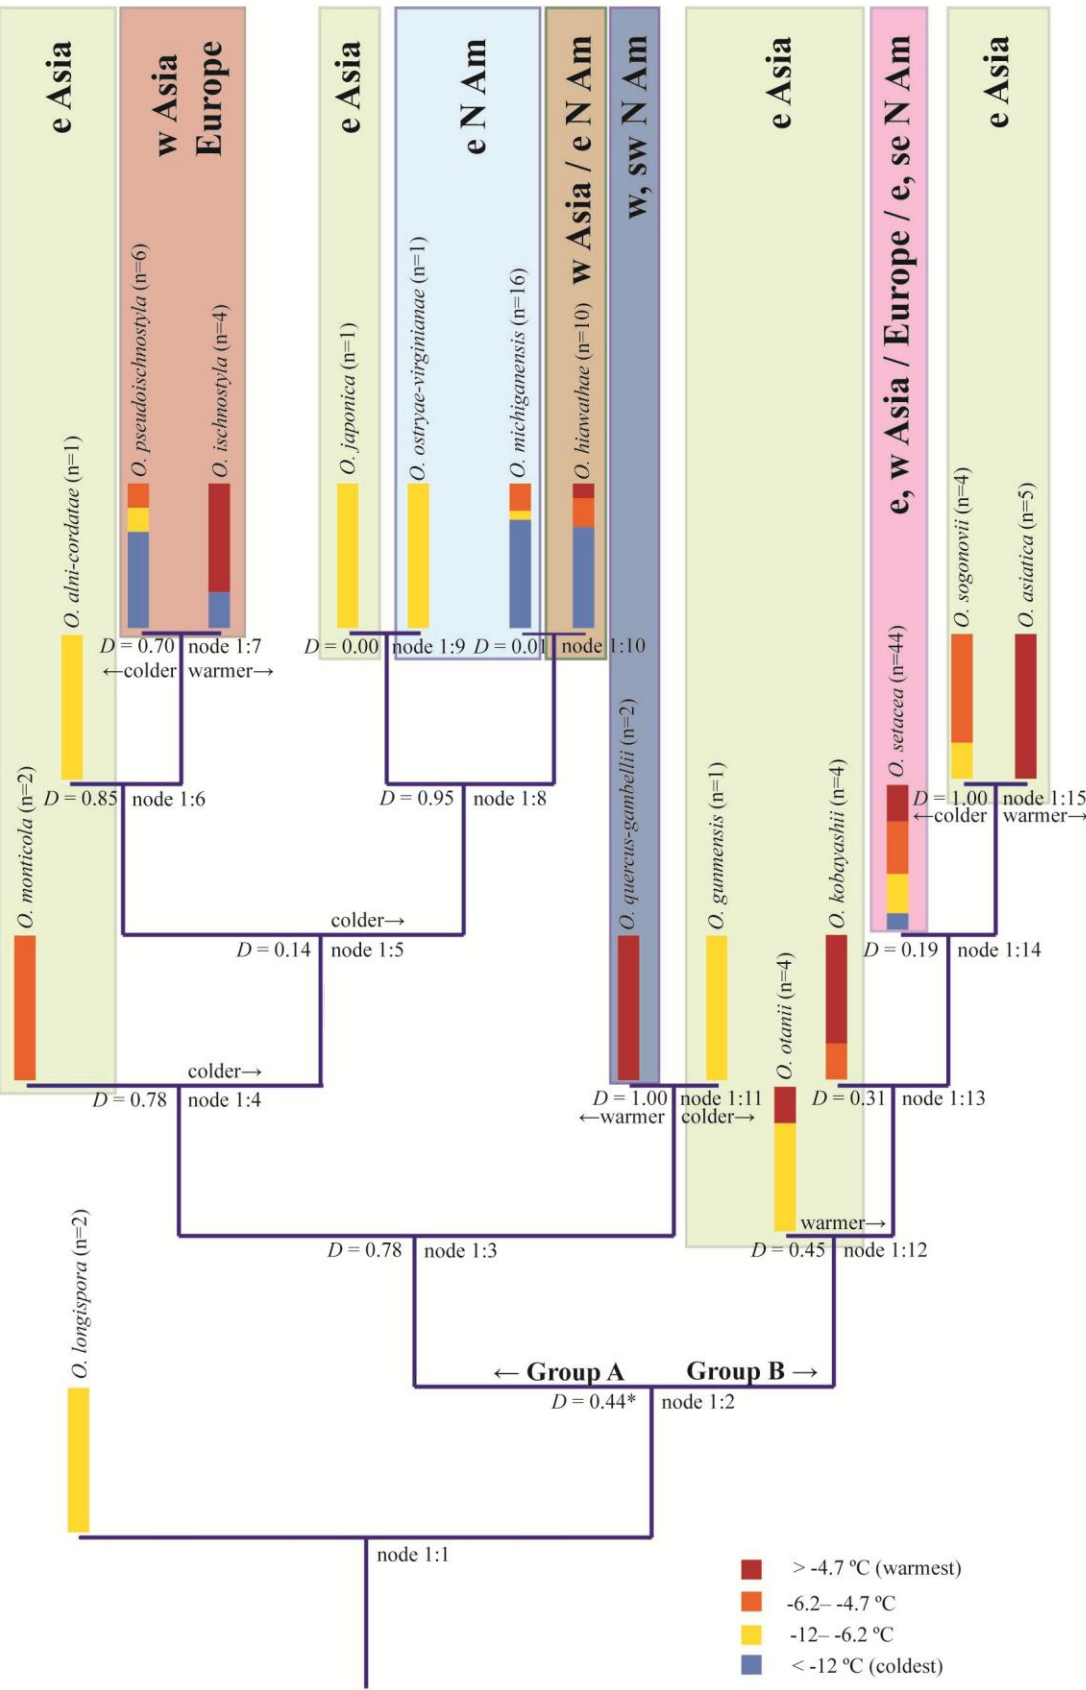 e Asia
w Asia
Europe
e Asia
e N Am
w Asia / e N Am
w, sw N Am
e Asia
e, w Asia / Europe / e, se N Am
e Asia
O. monticola (n=2)
O. alni-cordatae (n=1)
O. pseudoischnostyla (n=6)
O. ischnostyla (n=4)
O. japonica (n=1)
O. ostryae-virginianae (n=1)
O. michiganensis (n=16)
O. hiawathae (n=10)
O. quercus-gambellii (n=2)
O. gunmensis (n=1)
O. otanii (n=4)
O. kobayashii (n=4)
O. setacea (n=44)
O. sogonovii (n=4)
O. asiatica (n=5)
O. longispora (n=2)
D = 0.70 node 1:7
←colder warmer→
D = 0.00 node 1:9
D = 0.01 node 1:10
D = 0.85 node 1:6
D = 0.95 node 1:8
D = 1.00 node 1:15
←colder warmer→
colder→
D = 0.14 node 1:5
D = 0.19 node 1:14
colder→
D = 0.78 node 1:4
D = 1.00 node 1:11
←warmer colder→
D = 0.31 node 1:13
warmer→
D = 0.78 node 1:3
D = 0.45 node 1:12
← Group A Group B →
D = 0.44* node 1:2
node 1:1
> -4.7 ºC (warmest)
-6.2– -4.7 ºC
-12– -6.2 ºC
< -12 ºC (coldest)